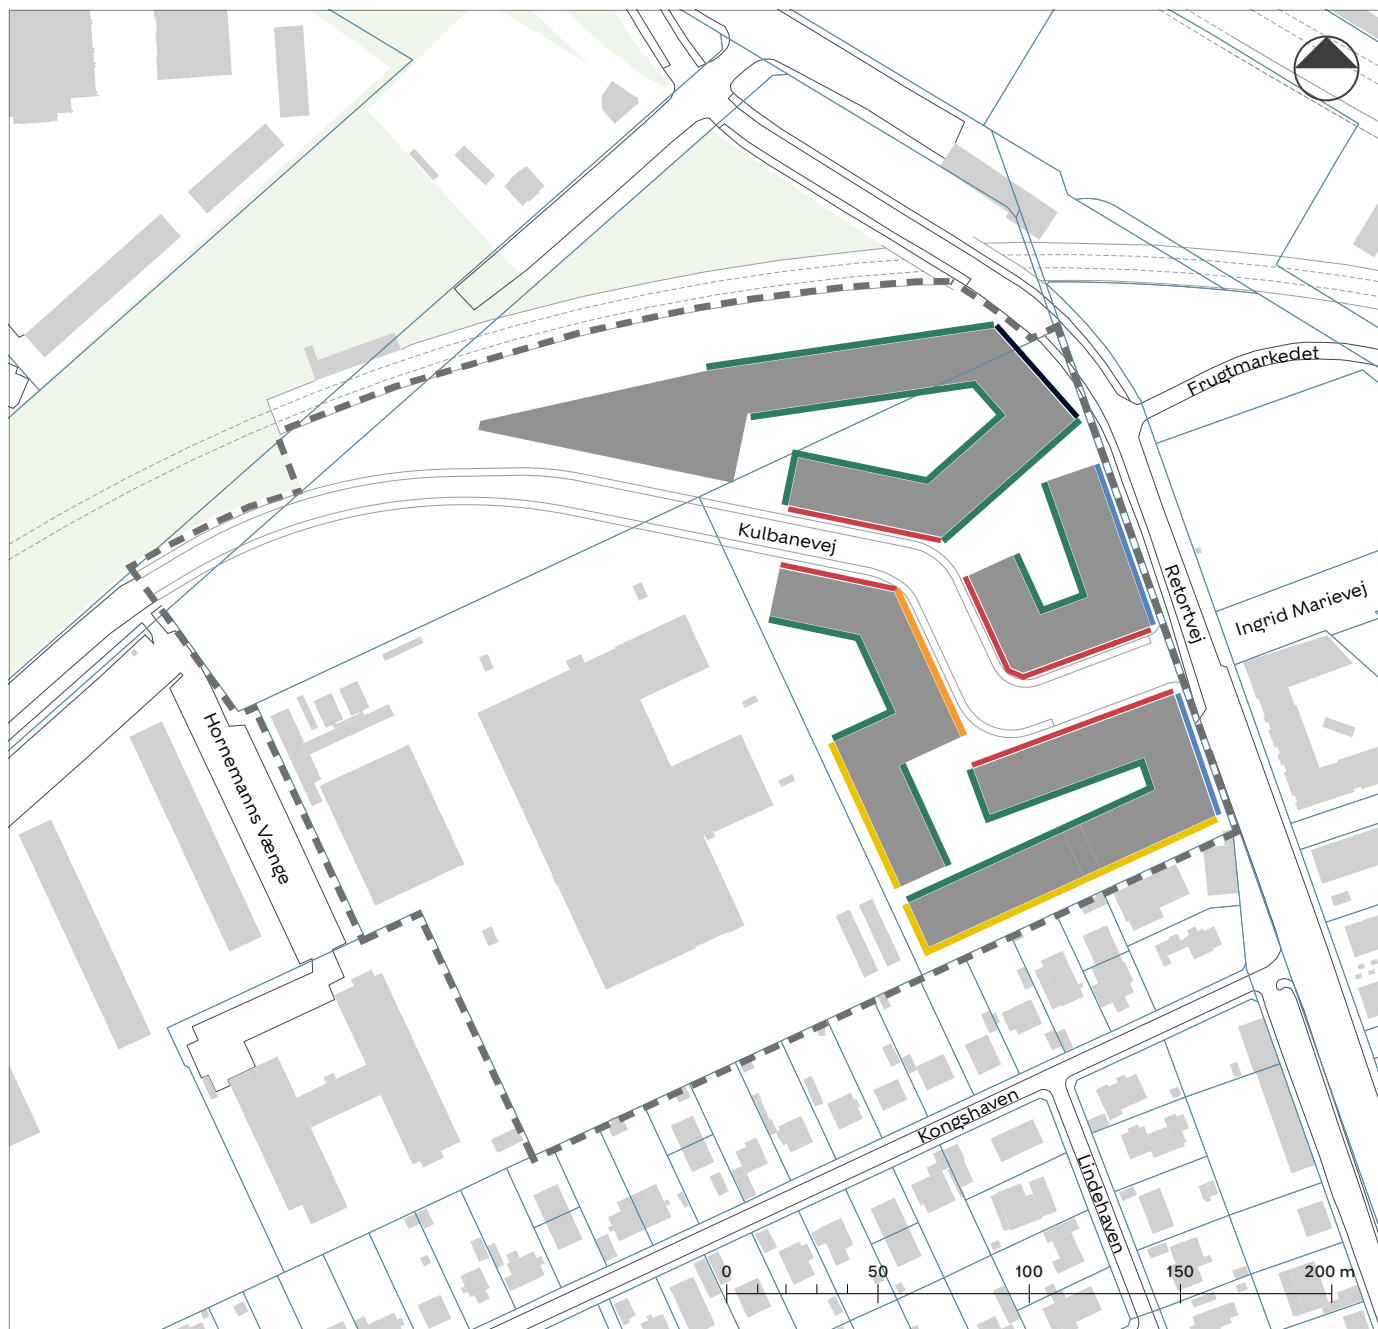 Frugtmarkedet
Kulbanevej
Retortvej
Ingrid Marievej
Hornemanns Vænge
Kongshaven
Lindehaven
0 50 100 150 200 m